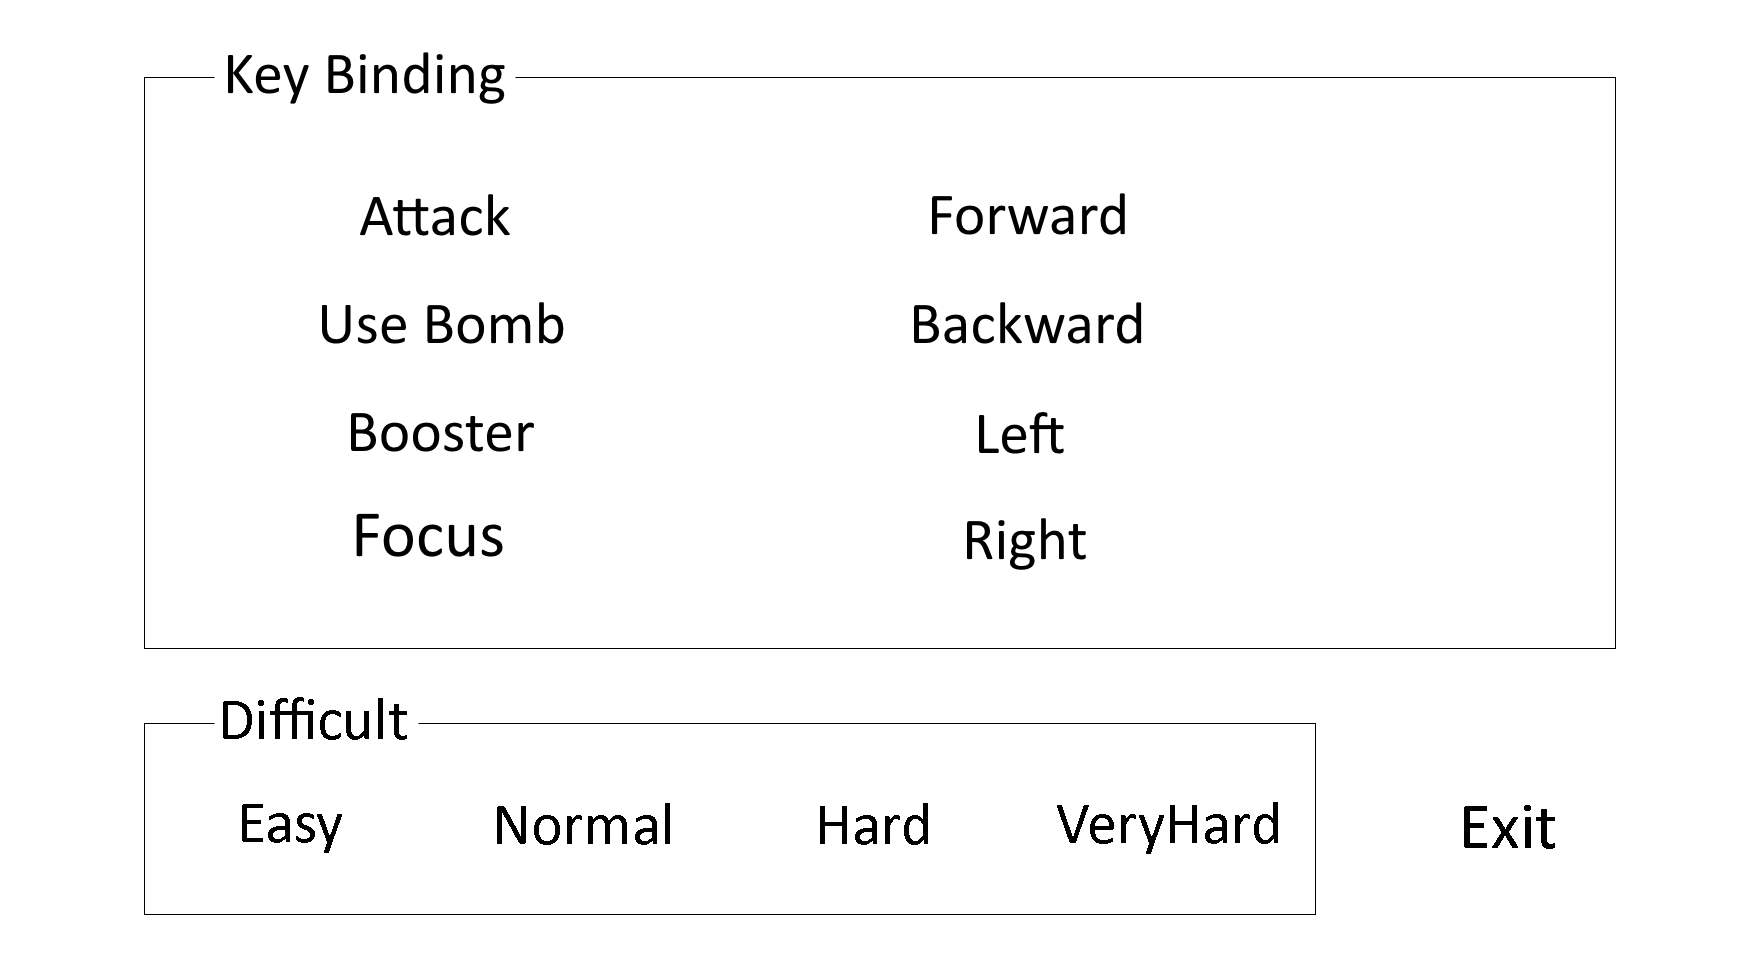 Key Binding
Attack Forward
Use Bomb Backward
Booster Left
Focus Right
Difficult
Easy Normal Hard VeryHard Exit